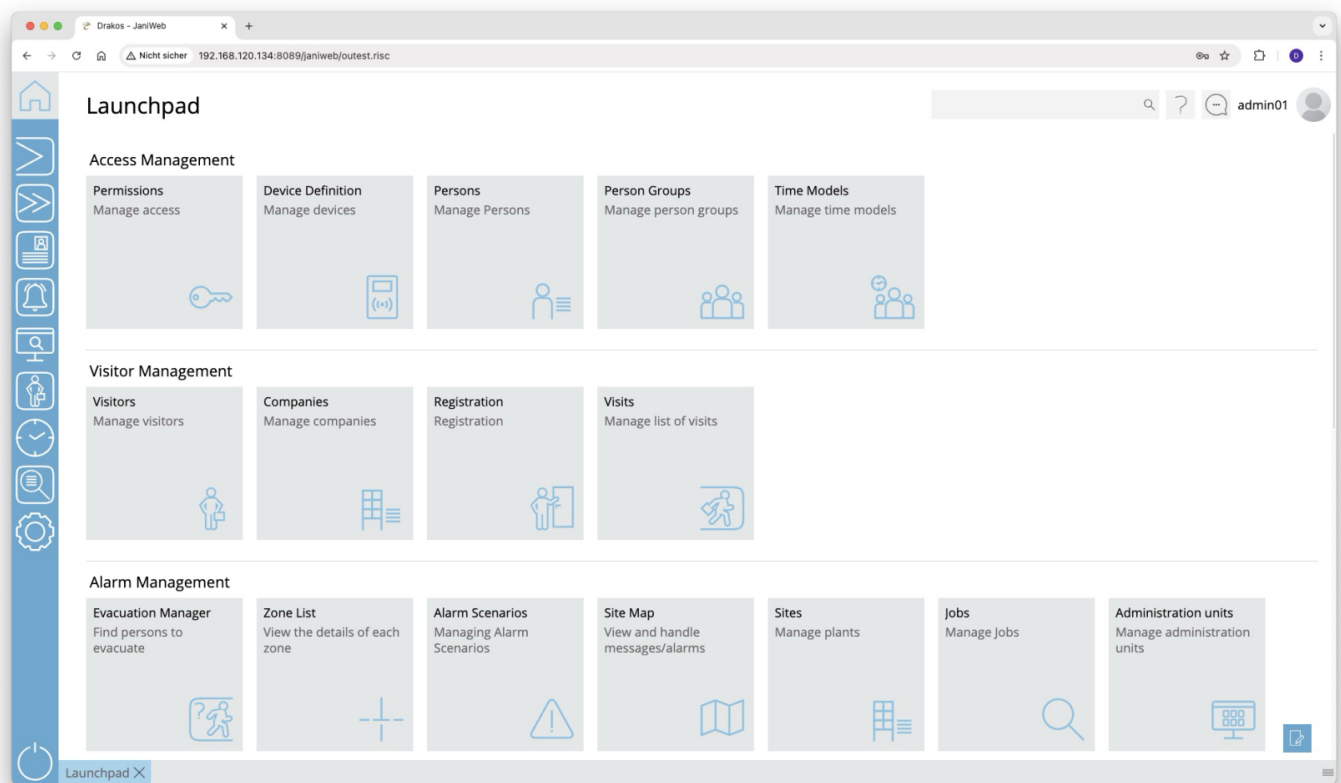 Drakos - JaniWeb
Nicht sicher 192.168.120.134:8089/janiweb/outest.risc
D
Launchpad
? admin01
Access Management
Permissions
Manage access
Device Definition
Manage devices
Persons
Manage Persons
Person Groups
Manage person groups
Time Models
Manage time models
Visitor Management
Visitors
Manage visitors
Companies
Manage companies
Registration
Registration
Visits
Manage list of visits
Alarm Management
Evacuation Manager
Find persons to
evacuate
?
Zone List
View the details of each
zone
Alarm Scenarios
Managing Alarm
Scenarios
Site Map
View and handle
messages/alarms
Sites
Manage plants
Jobs
Manage Jobs
Administration units
Manage administration
units
Launchpad